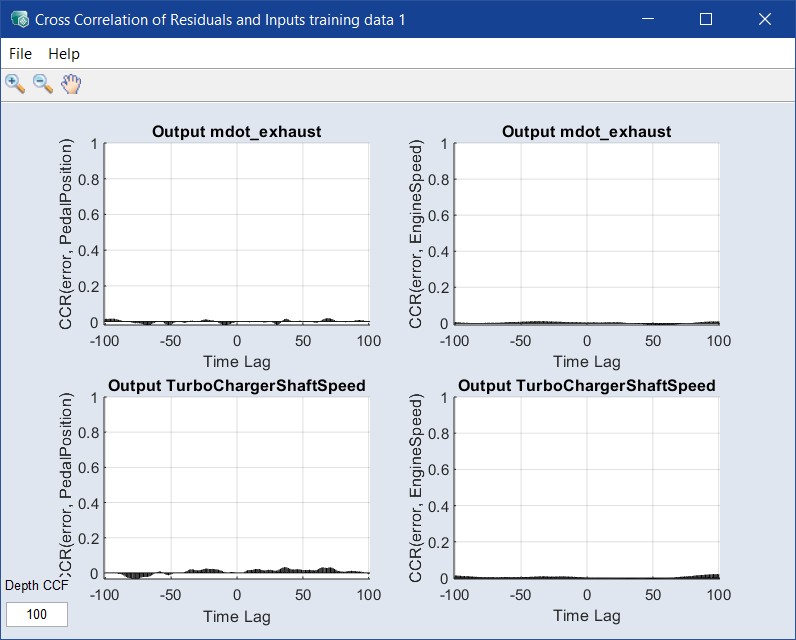 Cross Correlation of Residuals and Inputs training data 1
File Help
Output mdot_exhaust
CCR(error, PedalPosition)
1
0.8
0.6
0.4
0.2
0
-100 -50 0 50 100
Time Lag
Output mdot_exhaust
CCR(error, EngineSpeed)
1
0.8
0.6
0.4
0.2
0
-100 -50 0 50 100
Time Lag
Output TurboChargerShaftSpeed
CCR(error, PedalPosition)
1
0.8
0.6
0.4
0.2
0
-100 -50 0 50 100
Time Lag
Output TurboChargerShaftSpeed
CCR(error, EngineSpeed)
1
0.8
0.6
0.4
0.2
0
-100 -50 0 50 100
Time Lag
Depth CCF
100